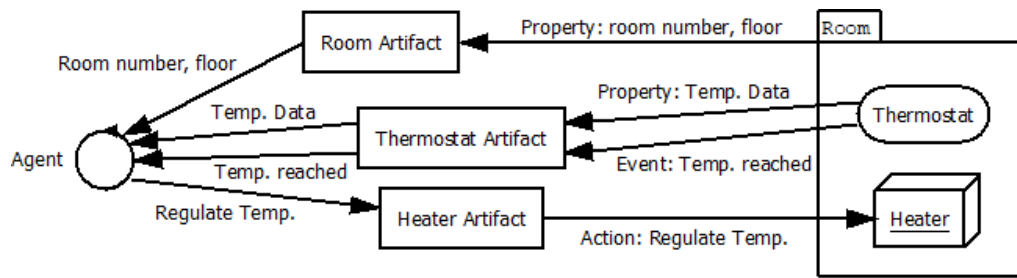 Property: room number, floor
Room
Room Artifact
Room number, floor
Property: Temp. Data
Temp. Data
Thermostat
Thermostat Artifact
Agent
Temp. reached
Event: Temp. reached
Regulate Temp.
Heater Artifact
Heater
Action: Regulate Temp.